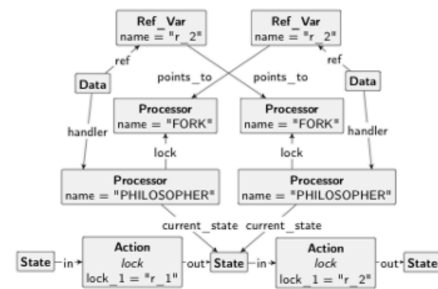 Ref_Var Ref_Var
name = "r_2" name = "r_2"
ref ref
Data points_to points_to Data
Processor Processor
name = "FORK" name = "FORK"
handler handler
lock lock
Processor Processor
name = "PHILOSOPHER" name = "PHILOSOPHER"
current_state current_state
Action Action
State in lock out State in lock out State
lock_1 = "r_1" lock_1 = "r_2"